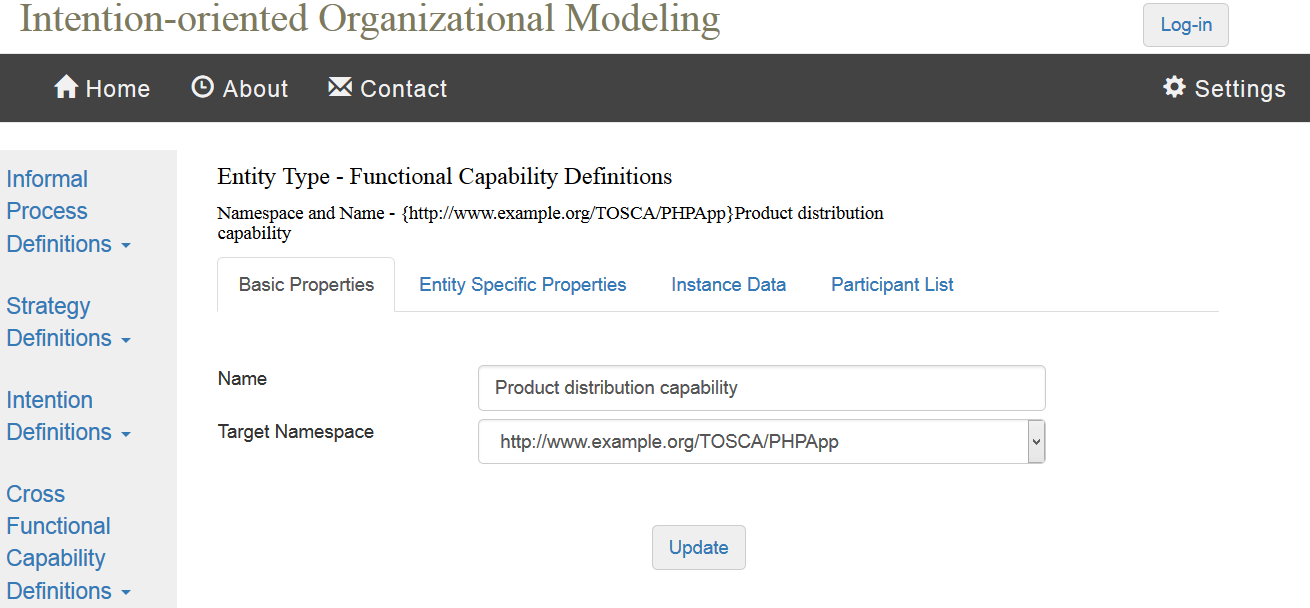 Intention-oriented Organizational Modeling
Log-in
Home
About
Contact
Settings
Informal
Process
Definitions
Strategy
Definitions
Intention
Definitions
Cross
Functional
Capability
Definitions
Entity Type - Functional Capability Definitions
Namespace and Name - {http://www.example.org/TOSCA/PHPApp}Product distribution
capability
Basic Properties
Entity Specific Properties
Instance Data
Participant List
Name
Product distribution capability
Target Namespace
http://www.example.org/TOSCA/PHPApp
Update